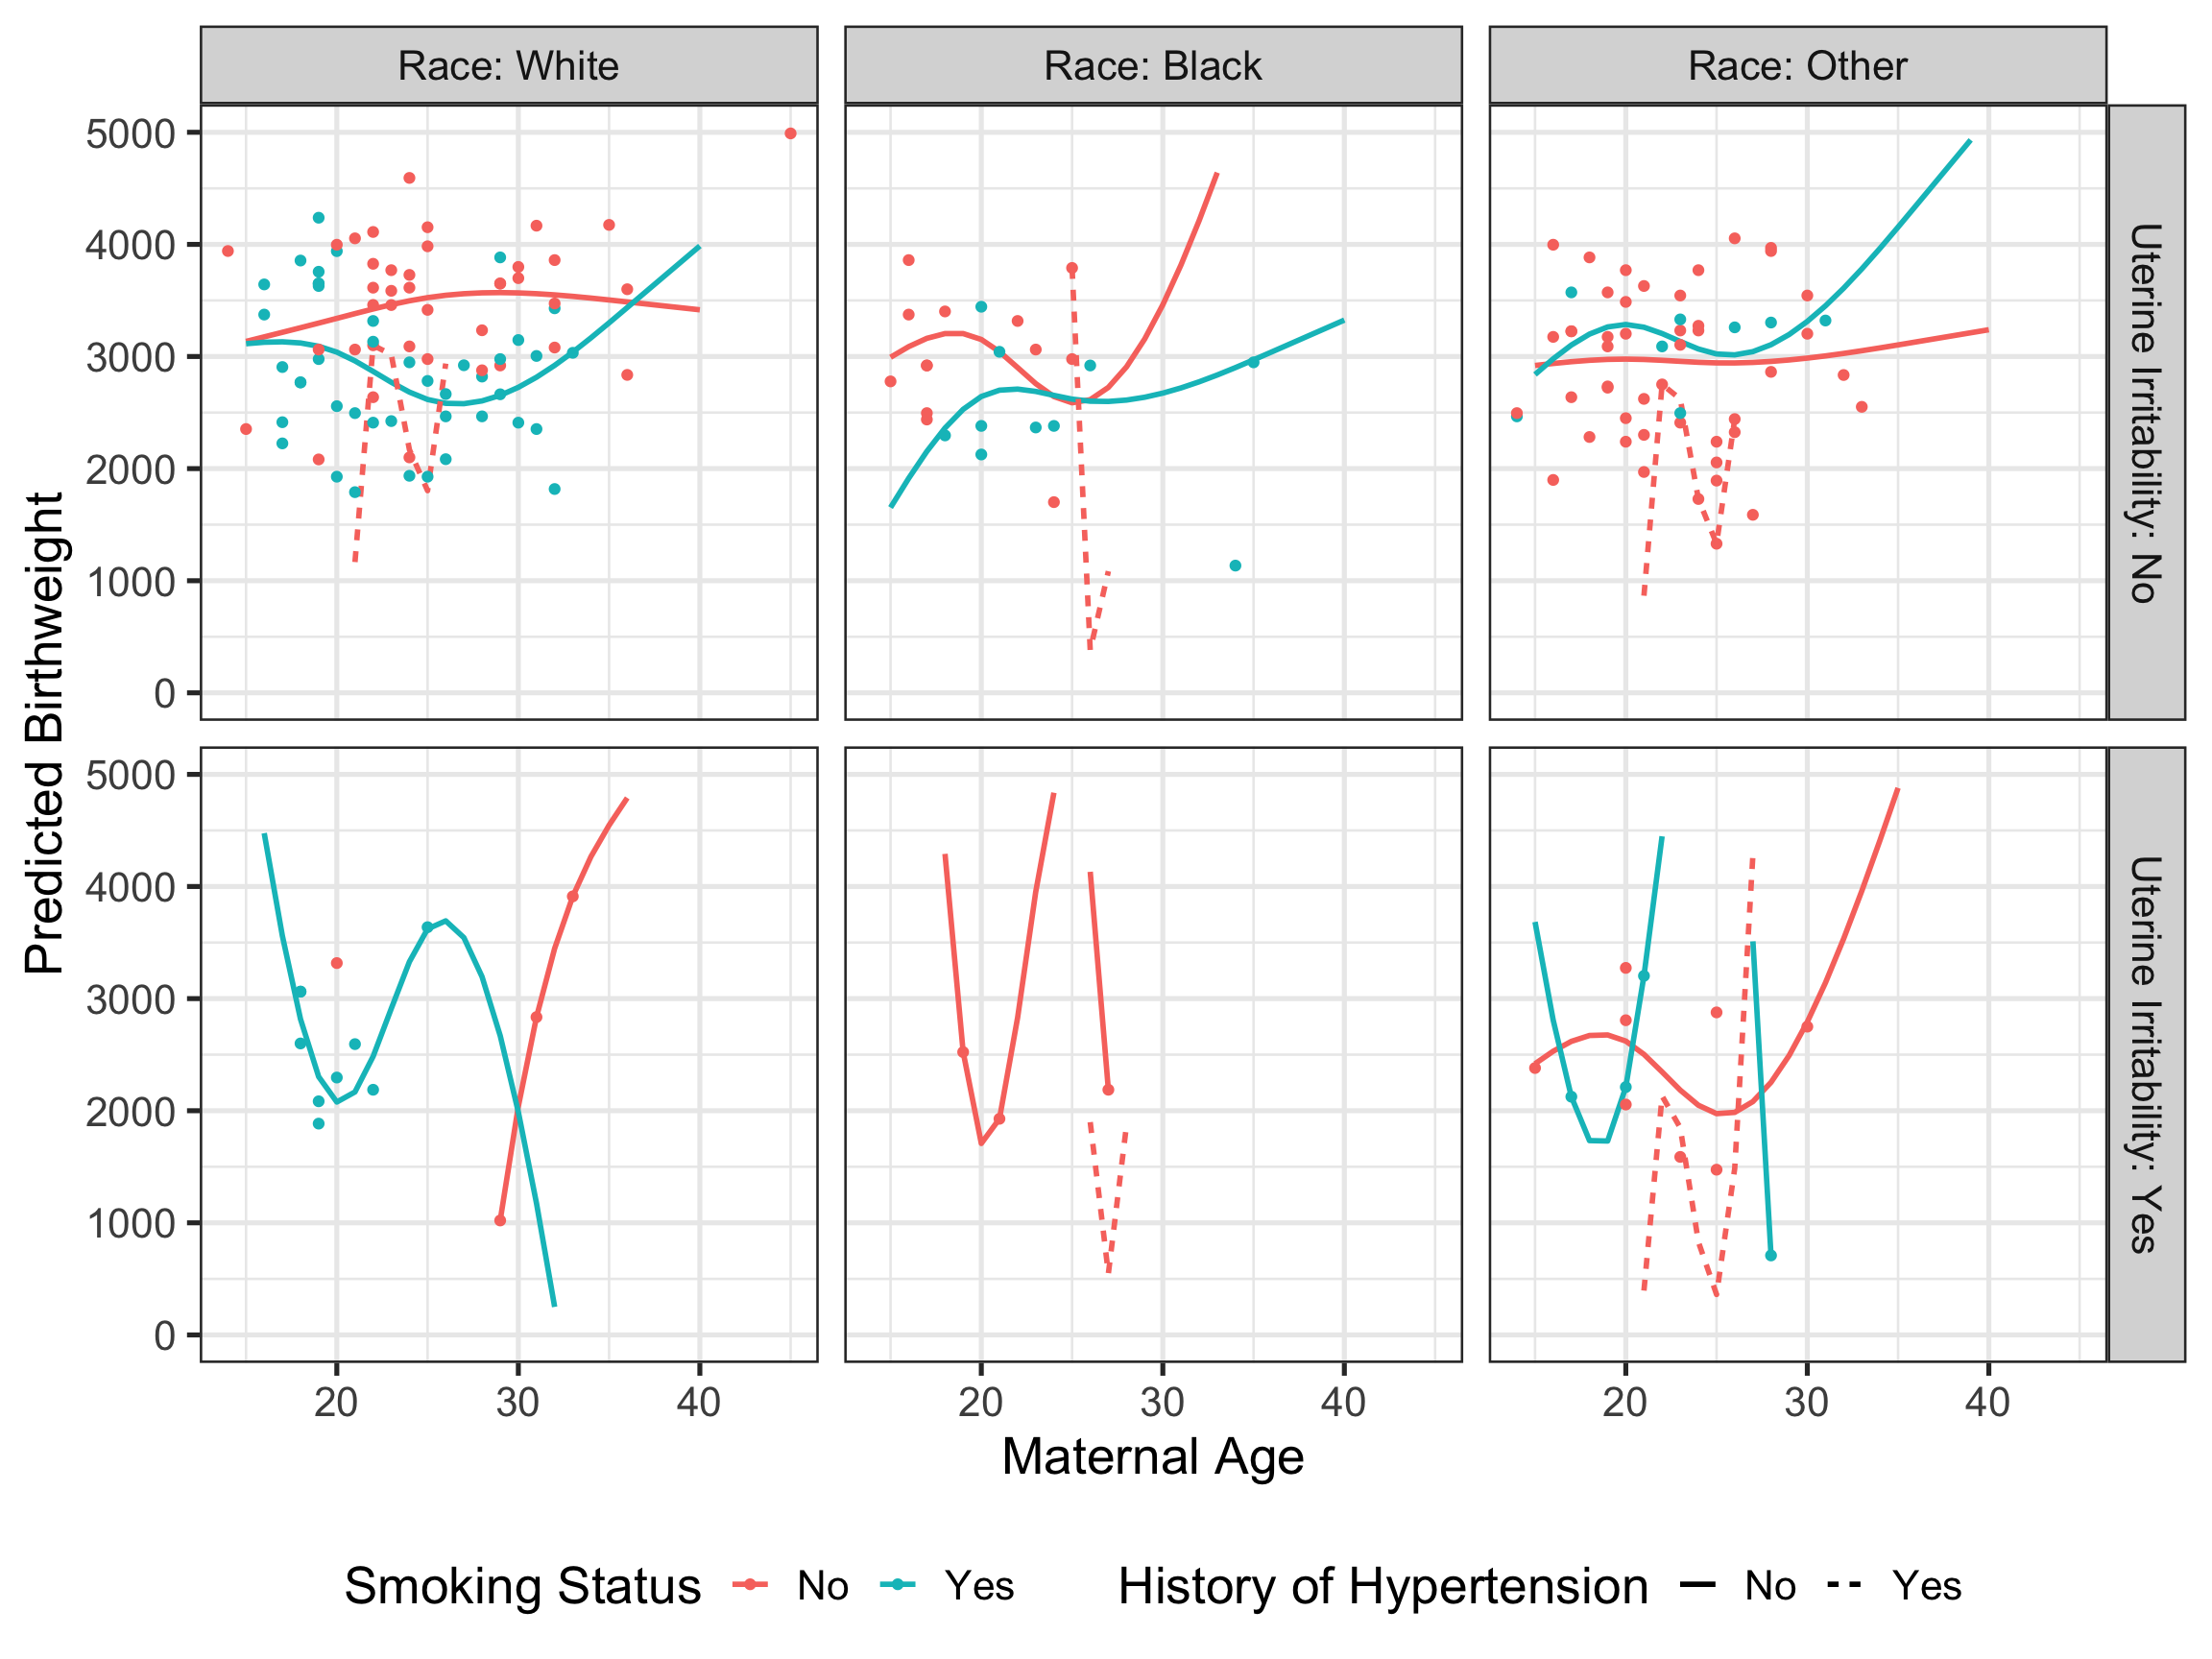 Race: White
Race: Black
Race: Other
5000
4000
3000
2000
1000
0
Uterine Irritability: No
Predicted Birthweight
5000
4000
3000
2000
1000
0
Uterine Irritability: Yes
20 30 40
20 30 40
20 30 40
Maternal Age
Smoking Status No Yes History of Hypertension No Yes